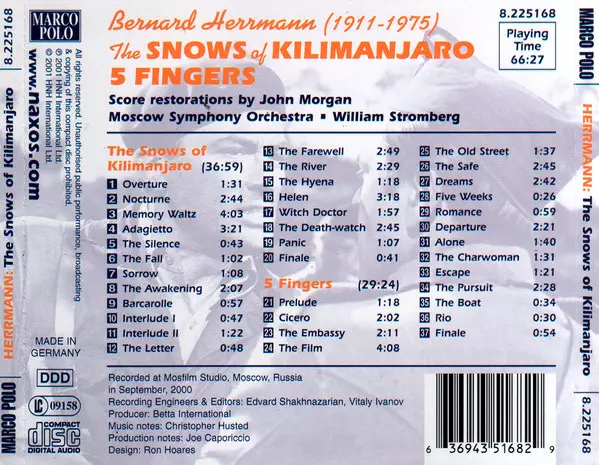 MARCO POLO
8.225168
HERRMANN: The Snows of Kilimanjaro
MARCO POLO
All rights reserved. Unauthorised public performance, broadcasting
& copying of this compact disc prohibited.
℗ 2001 HNH International Ltd.
© 2001 HNH International Ltd.
www.naxos.com
MADE IN
GERMANY
DDD
LC 09158
COMPACT
disc
DIGITAL AUDIO
Bernard Herrmann (1911-1975)
The SNOWS of KILIMANJARO
5 FINGERS
8.225168
Playing
Time
66:27
Score restorations by John Morgan
Moscow Symphony Orchestra • William Stromberg
The Snows of
Kilimanjaro (36:59)
1 Overture 1:31
2 Nocturne 2:44
3 Memory Waltz 4:03
4 Adagietto 3:21
5 The Silence 0:43
6 The Fall 1:02
7 Sorrow 1:08
8 The Awakening 2:07
9 Barcarolle 0:57
10 Interlude I 0:47
11 Interlude II 1:22
12 The Letter 0:48
13 The Farewell 2:49
14 The River 2:29
15 The Hyena 1:18
16 Helen 3:18
17 Witch Doctor 1:57
18 The Death-watch 2:45
19 Panic 1:07
20 Finale 0:41
5 Fingers (29:24)
21 Prelude 1:18
22 Cicero 2:02
23 The Embassy 2:11
24 The Film 4:08
25 The Old Street 1:37
26 The Safe 2:45
27 Dreams 2:42
28 Five Weeks 0:26
29 Romance 0:59
30 Departure 2:21
31 Alone 1:40
32 The Charwoman 1:31
33 Escape 1:21
34 The Pursuit 2:28
35 The Boat 0:34
36 Rio 0:30
37 Finale 0:54
Recorded at Mosfilm Studio, Moscow, Russia
in September, 2000
Recording Engineers & Editors: Edvard Shakhnazarian, Vitaly Ivanov
Producer: Betta International
Music notes: Christopher Husted
Production notes: Joe Caporiccio
Design: Ron Hoares
6 36943 51682 9
MARCO POLO
HERRMANN: The Snows of Kilimanjaro
8.225168